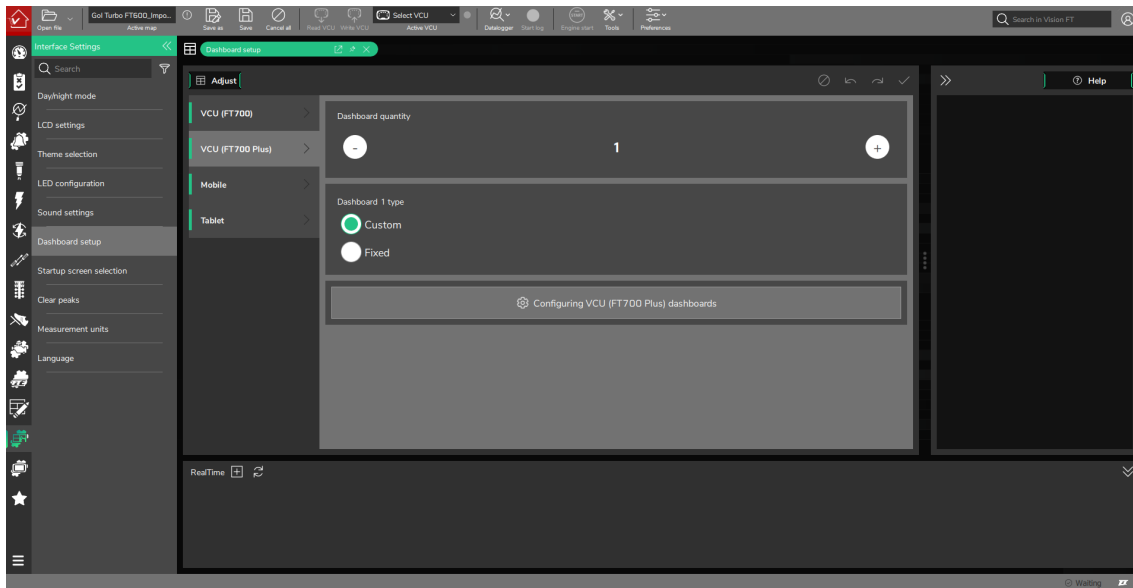 Gol Turbo FT600_Impo...
Select VCU
Search in Vision FT
Open file
Active map
Save as
Save
Cancel all
Read VCU
Write VCU
Active VCU
Datalogger
Start log
Engine start
Tools
Preferences
Interface Settings
Dashboard setup
Search
Adjust
Help
Day/night mode
LCD settings
Theme selection
LED configuration
Sound settings
Dashboard setup
Startup screen selection
Clear peaks
Measurement units
Language
VCU (FT700)
VCU (FT700 Plus)
Mobile
Tablet
Dashboard quantity
- 1 +
Dashboard 1 type
Custom
Fixed
Configuring VCU (FT700 Plus) dashboards
RealTime
Waiting